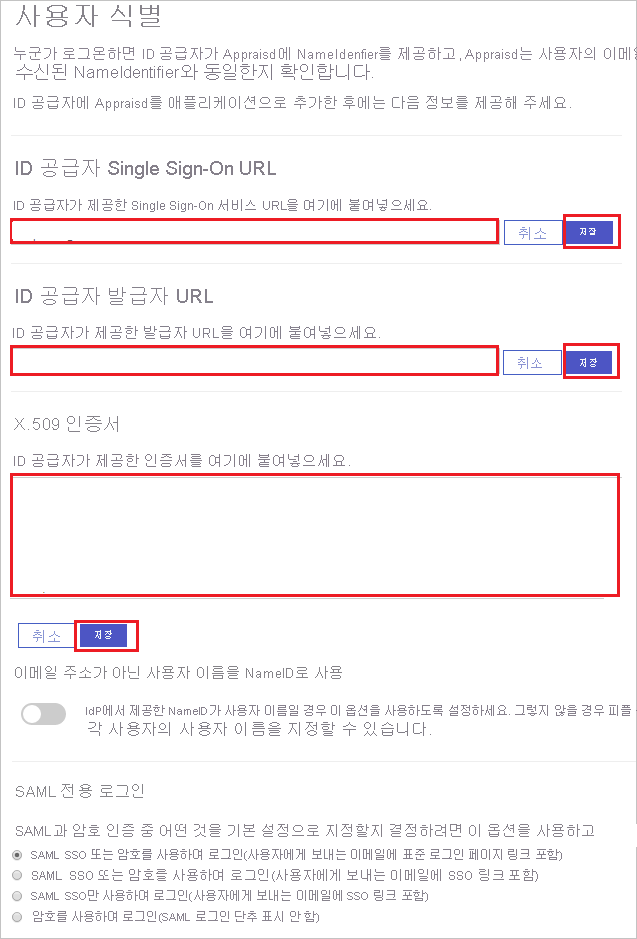 사용자 식별
누군가 로그온하면 ID 공급자가 Appraisd에 NameIdenfier를 제공하고, Appraisd는 사용자의 이메일
수신된 NameIdentifier와 동일한지 확인합니다.
ID 공급자에 Appraisd를 애플리케이션으로 추가한 후에는 다음 정보를 제공해 주세요.
ID 공급자 Single Sign-On URL
ID 공급자가 제공한 Single Sign-On 서비스 URL을 여기에 붙여넣으세요.
취소 저장
ID 공급자 발급자 URL
ID 공급자가 제공한 발급자 URL을 여기에 붙여넣으세요.
취소 저장
X.509 인증서
ID 공급자가 제공한 인증서를 여기에 붙여넣으세요.
취소 저장
이메일 주소가 아닌 사용자 이름을 NameID로 사용
IdP에서 제공한 NameID가 사용자 이름일 경우 이 옵션을 사용하도록 설정하세요. 그렇지 않을 경우 피플
각 사용자의 사용자 이름을 지정할 수 있습니다.
SAML 전용 로그인
SAML과 암호 인증 중 어떤 것을 기본 설정으로 지정할지 결정하려면 이 옵션을 사용하고
SAML SSO 또는 암호를 사용하여 로그인(사용자에게 보내는 이메일에 표준 로그인 페이지 링크 포함)
SAML SSO 또는 암호를 사용하여 로그인(사용자에게 보내는 이메일에 SSO 링크 포함)
SAML SSO만 사용하여 로그인(사용자에게 보내는 이메일에 SSO 링크 포함)
암호를 사용하여 로그인(SAML 로그인 단추 표시 안 함)